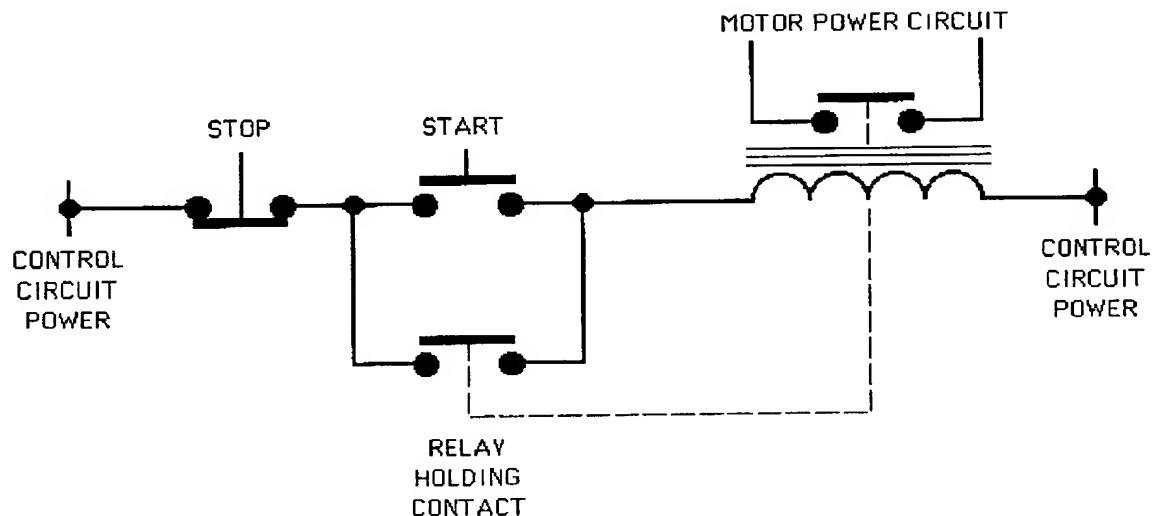 MOTOR POWER CIRCUIT
STOP
START
CONTROL
CIRCUIT
POWER
CONTROL
CIRCUIT
POWER
RELAY
HOLDING
CONTACT